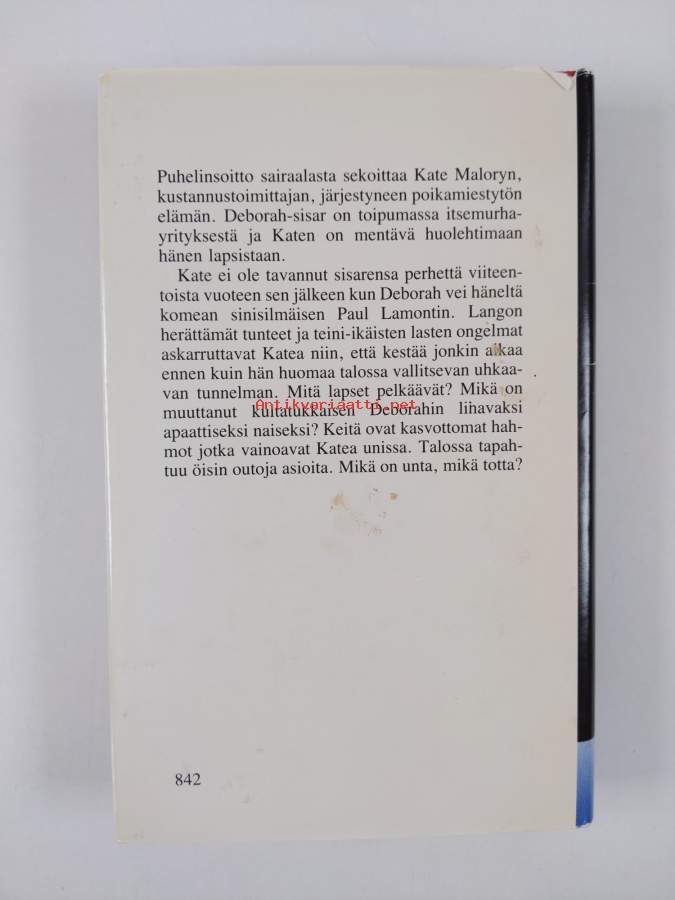 Puhelinsoitto sairaalasta sekoittaa Kate Maloryn,
kustannustoimittajan, järjestyneen poikamiestytön
elämän. Deborah-sisar on toipumassa itsemurha-
yrityksestä ja Katen on mentävä huolehtimaan
hänen lapsistaan.
Kate ei ole tavannut sisarensa perhettä viiteen-
toista vuoteen sen jälkeen kun Deborah vei häneltä
komean sinisilmäisen Paul Lamontin. Langon
herättämät tunteet ja teini-ikäisten lasten ongelmat
askarruttavat Katea niin, että kestää jonkin aikaa
ennen kuin hän huomaa talossa vallitsevan uhkaa-
van tunnelman. Mitä lapset pelkäävät? Mikä on
muuttanut kultatukkaisen Deborahin lihavaksi
Antikvariaatti.net
apaattiseksi naiseksi? Keitä ovat kasvottomat hah-
mot jotka vainoavat Katea unissa. Talossa tapah-
tuu öisin outoja asioita. Mikä on unta, mikä totta?
842